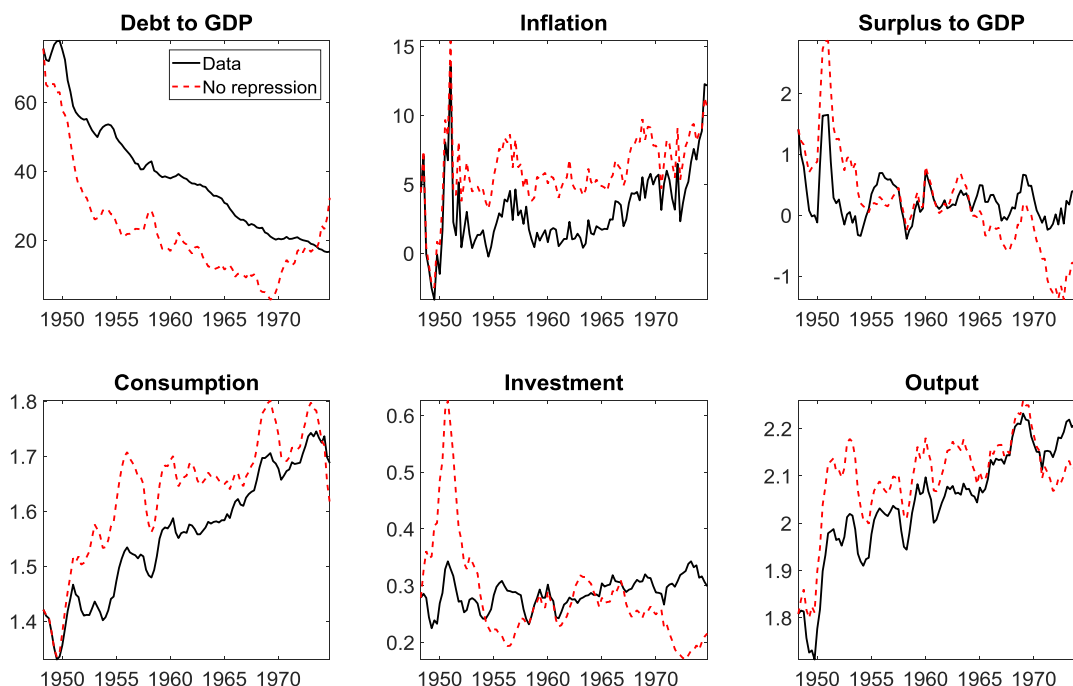 Debt to GDP
60
40
20
1950 1955 1960 1965 1970
Data
No repression
Inflation
15
10
5
0
1950 1955 1960 1965 1970
Surplus to GDP
2
1
0
-1
1950 1955 1960 1965 1970
Consumption
1.8
1.7
1.6
1.5
1.4
1950 1955 1960 1965 1970
Investment
0.6
0.5
0.4
0.3
0.2
1950 1955 1960 1965 1970
Output
2.2
2.1
2
1.9
1.8
1950 1955 1960 1965 1970